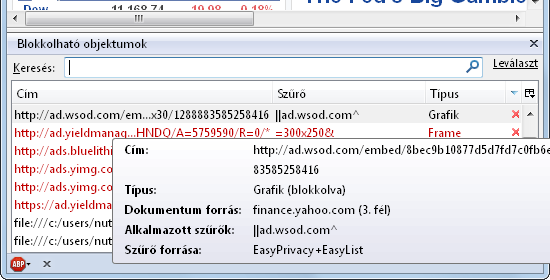 Dow 11,168.74 19.08 0.18%
The Fed's Big Gamble
Blokkolható objektumok
Keresés: Leválaszt
Cím Szűrő Típus
http://ad.wsod.com/em...x30/1288883585258416 ||ad.wsod.com^ Grafik
http://ad.yieldmanag...HNDQ/A=5759590/R=0/* =300x250& Frame
http://ads.bluelithi
http://ads.yimg.co
http://ads.yimg.co
https://ad.yieldma
file:///c:/users/nut
file:///c:/users/nut
Cím: http://ad.wsod.com/embed/8bec9b10877d5d7fd7c0fb6e
83585258416
Típus: Grafik (blokkolva)
Dokumentum forrás: finance.yahoo.com (3. fél)
Alkalmazott szűrők: ||ad.wsod.com^
Szűrő forrása: EasyPrivacy+EasyList
ABP